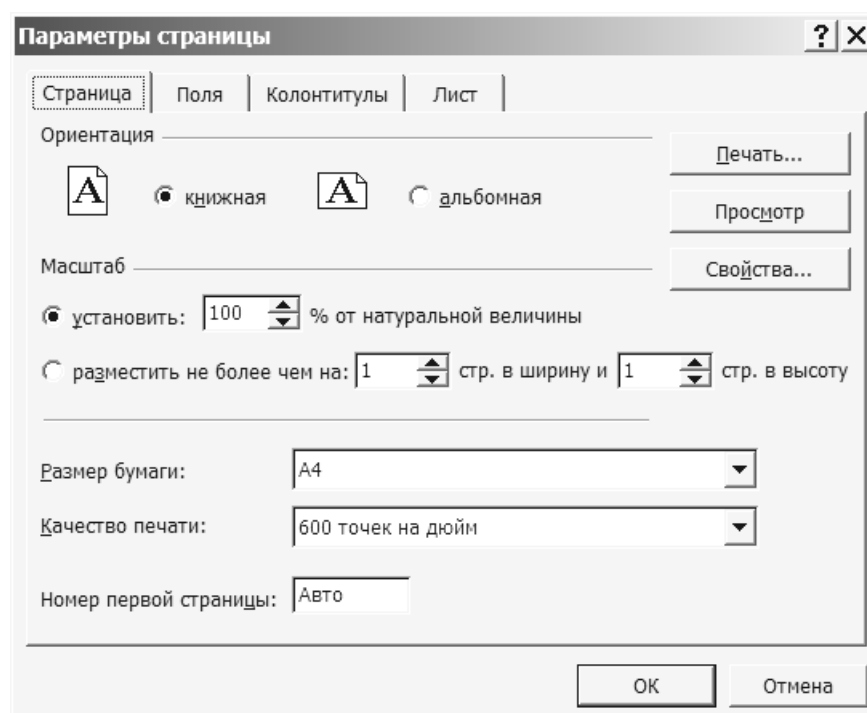 Параметры страницы ? X
Страница Поля Колонтитулы Лист
Ориентация
Печать...
A книжная A альбомная
Просмотр
Масштаб
Свойства...
установить: 100 % от натуральной величины
разместить не более чем на: 1 стр. в ширину и 1 стр. в высоту
Размер бумаги: A4
Качество печати: 600 точек на дюйм
Номер первой страницы: Авто
ОК Отмена